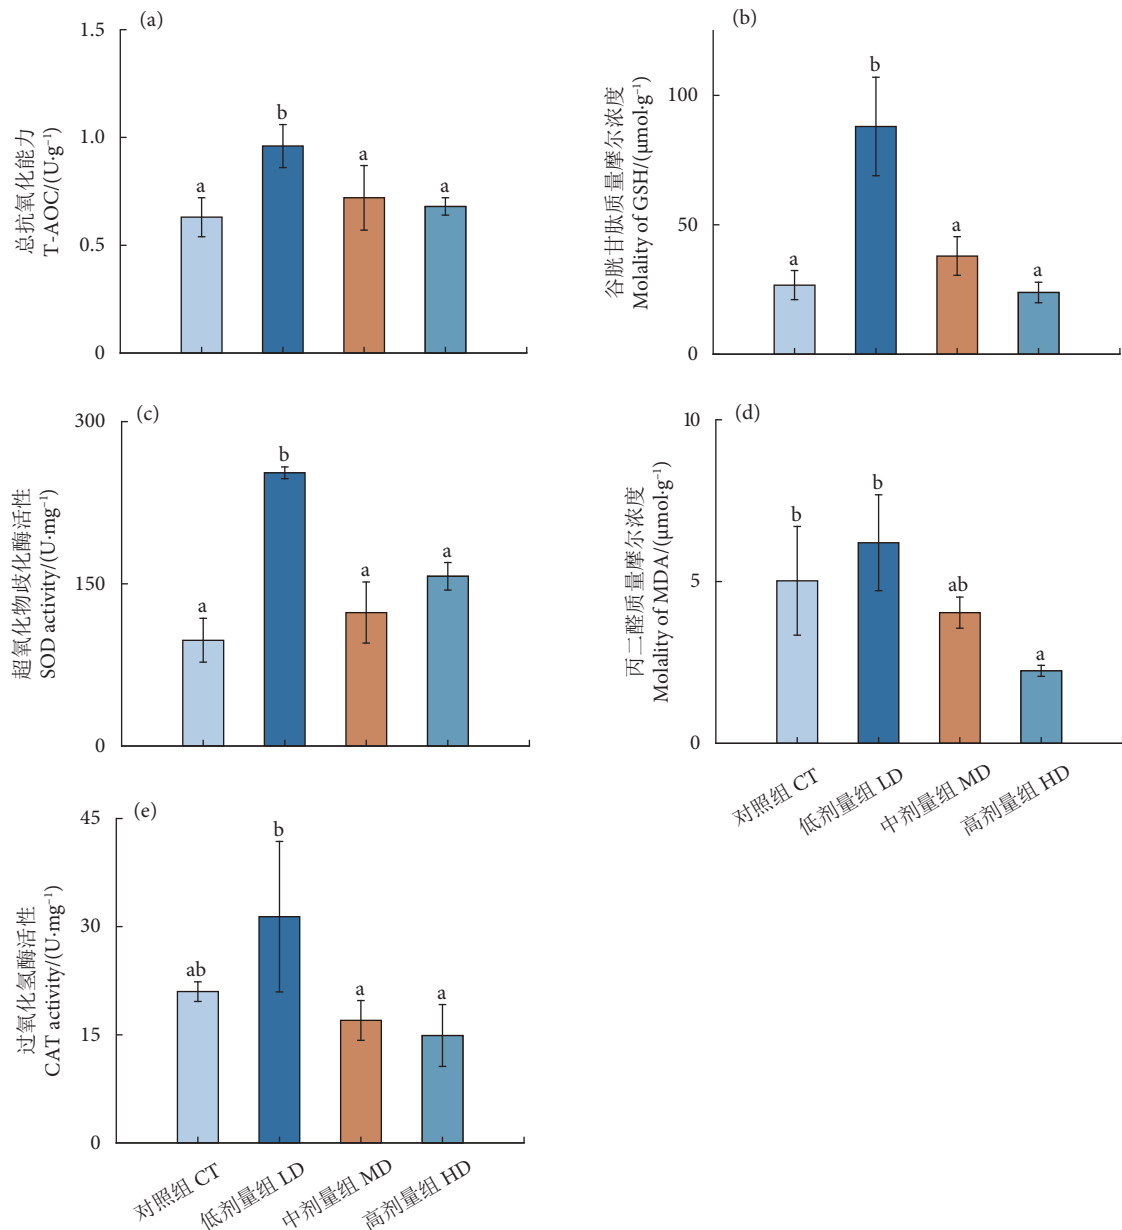 (a)
总抗氧化能力
T-AOC/(U·g⁻¹)
1.5
1.0
0.5
0
a
b
a
a
(b)
谷胱甘肽质量摩尔浓度
Molality of GSH/(μmol·g⁻¹)
100
50
0
a
b
a
a
(c)
超氧化物歧化酶活性
SOD activity/(U·mg⁻¹)
300
150
0
a
b
a
a
(d)
丙二醛质量摩尔浓度
Molality of MDA/(μmol·g⁻¹)
10
5
0
b
b
ab
a
对照组 CT
低剂量组 LD
中剂量组 MD
高剂量组 HD
(e)
过氧化氢酶活性
CAT activity/(U·mg⁻¹)
45
30
15
0
ab
b
a
a
对照组 CT
低剂量组 LD
中剂量组 MD
高剂量组 HD